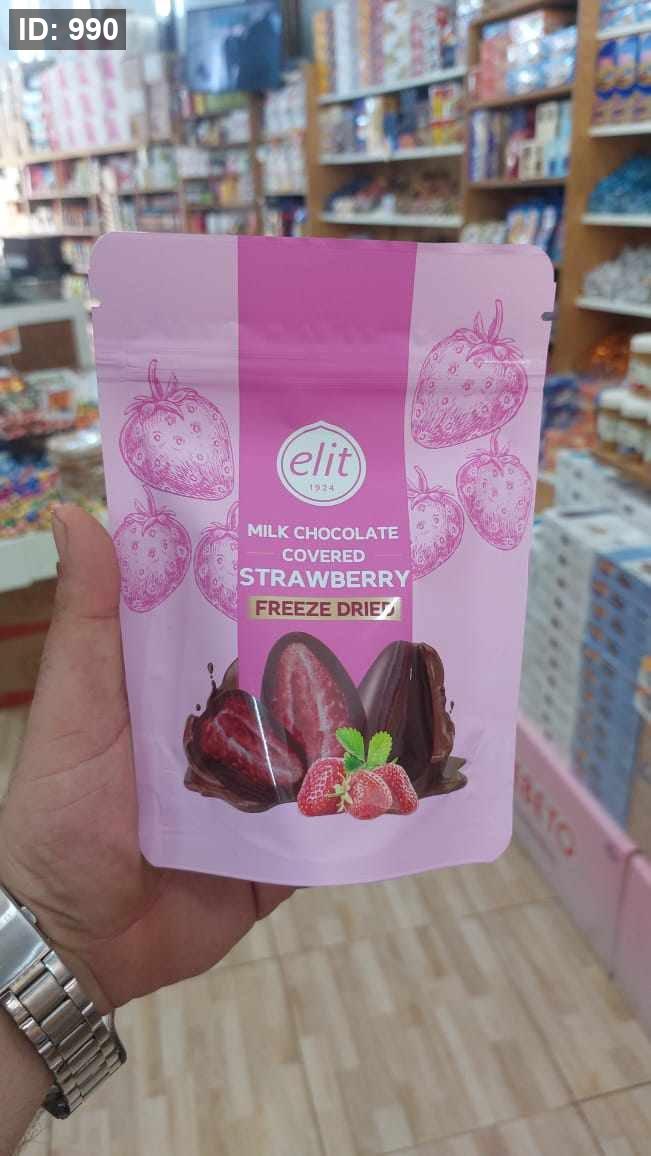 ID: 990
elit
1924
MILK CHOCOLATE
COVERED
STRAWBERRY
FREEZE DRIED